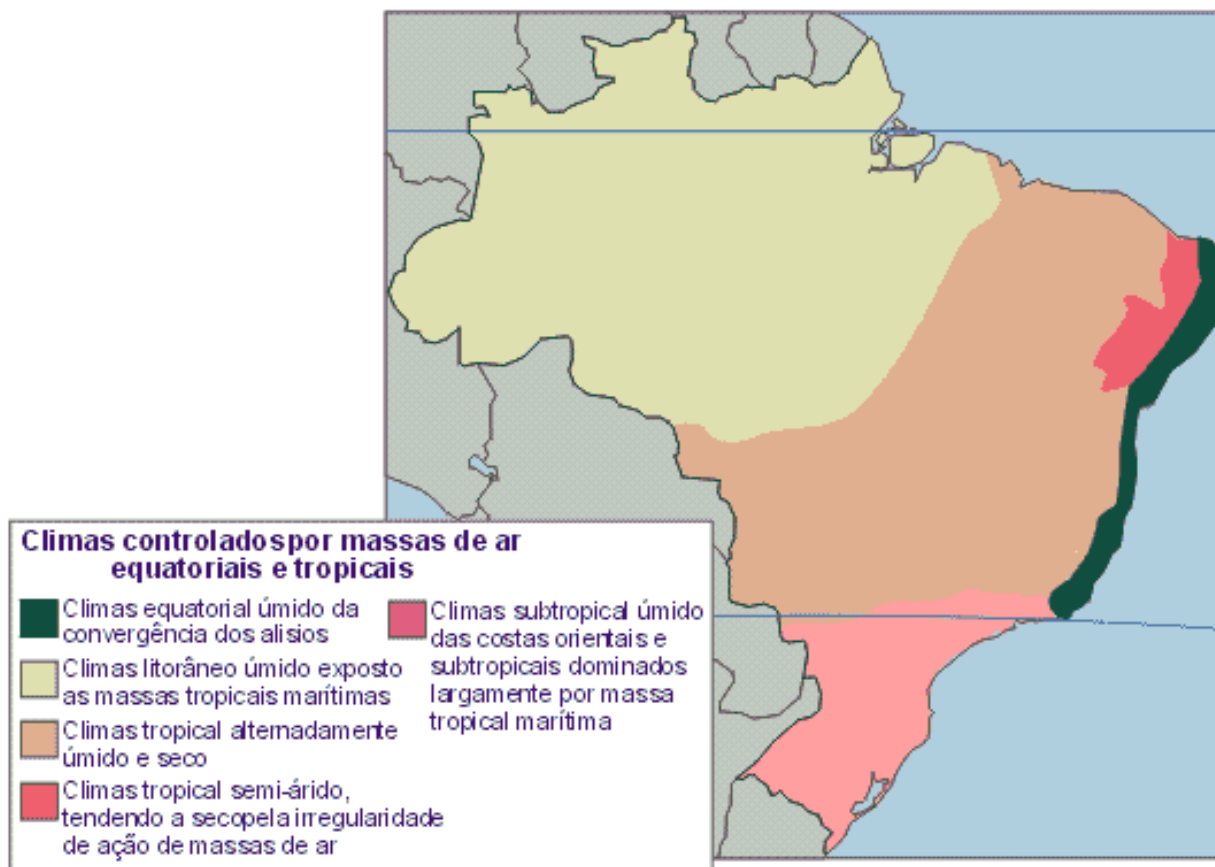 Climas controlados por massas de ar
equatoriais e tropicais
Climas equatorial úmido da
convergência dos alisios
Climas litorâneo úmido exposto
as massas tropicais marítimas
Climas tropical alternadamente
úmido e seco
Climas tropical semi-árido,
tendendo a secopela irregularidade
de ação de massas de ar
Climas subtropical úmido
das costas orientais e
subtropicais dominados
largamente por massa
tropical marítima